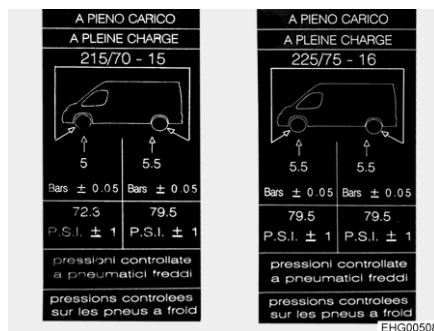 A PIENO CARICO
A PLEINE CHARGE
215/70 - 15
5
5.5
Bars ± 0.05
Bars ± 0.05
72.3
79.5
P.S.I. ± 1
P.S.I. ± 1
pressioni controllate
a pneumatici freddi
pressions controlees
sur les pneus a froid
A PIENO CARICO
A PLEINE CHARGE
225/75 - 16
5.5
5.5
Bars ± 0.05
Bars ± 0.05
79.5
79.5
P.S.I. ± 1
P.S.I. ± 1
pressioni controllate
a pneumatici freddi
pressions controlees
sur les pneus a froid
EHG00508